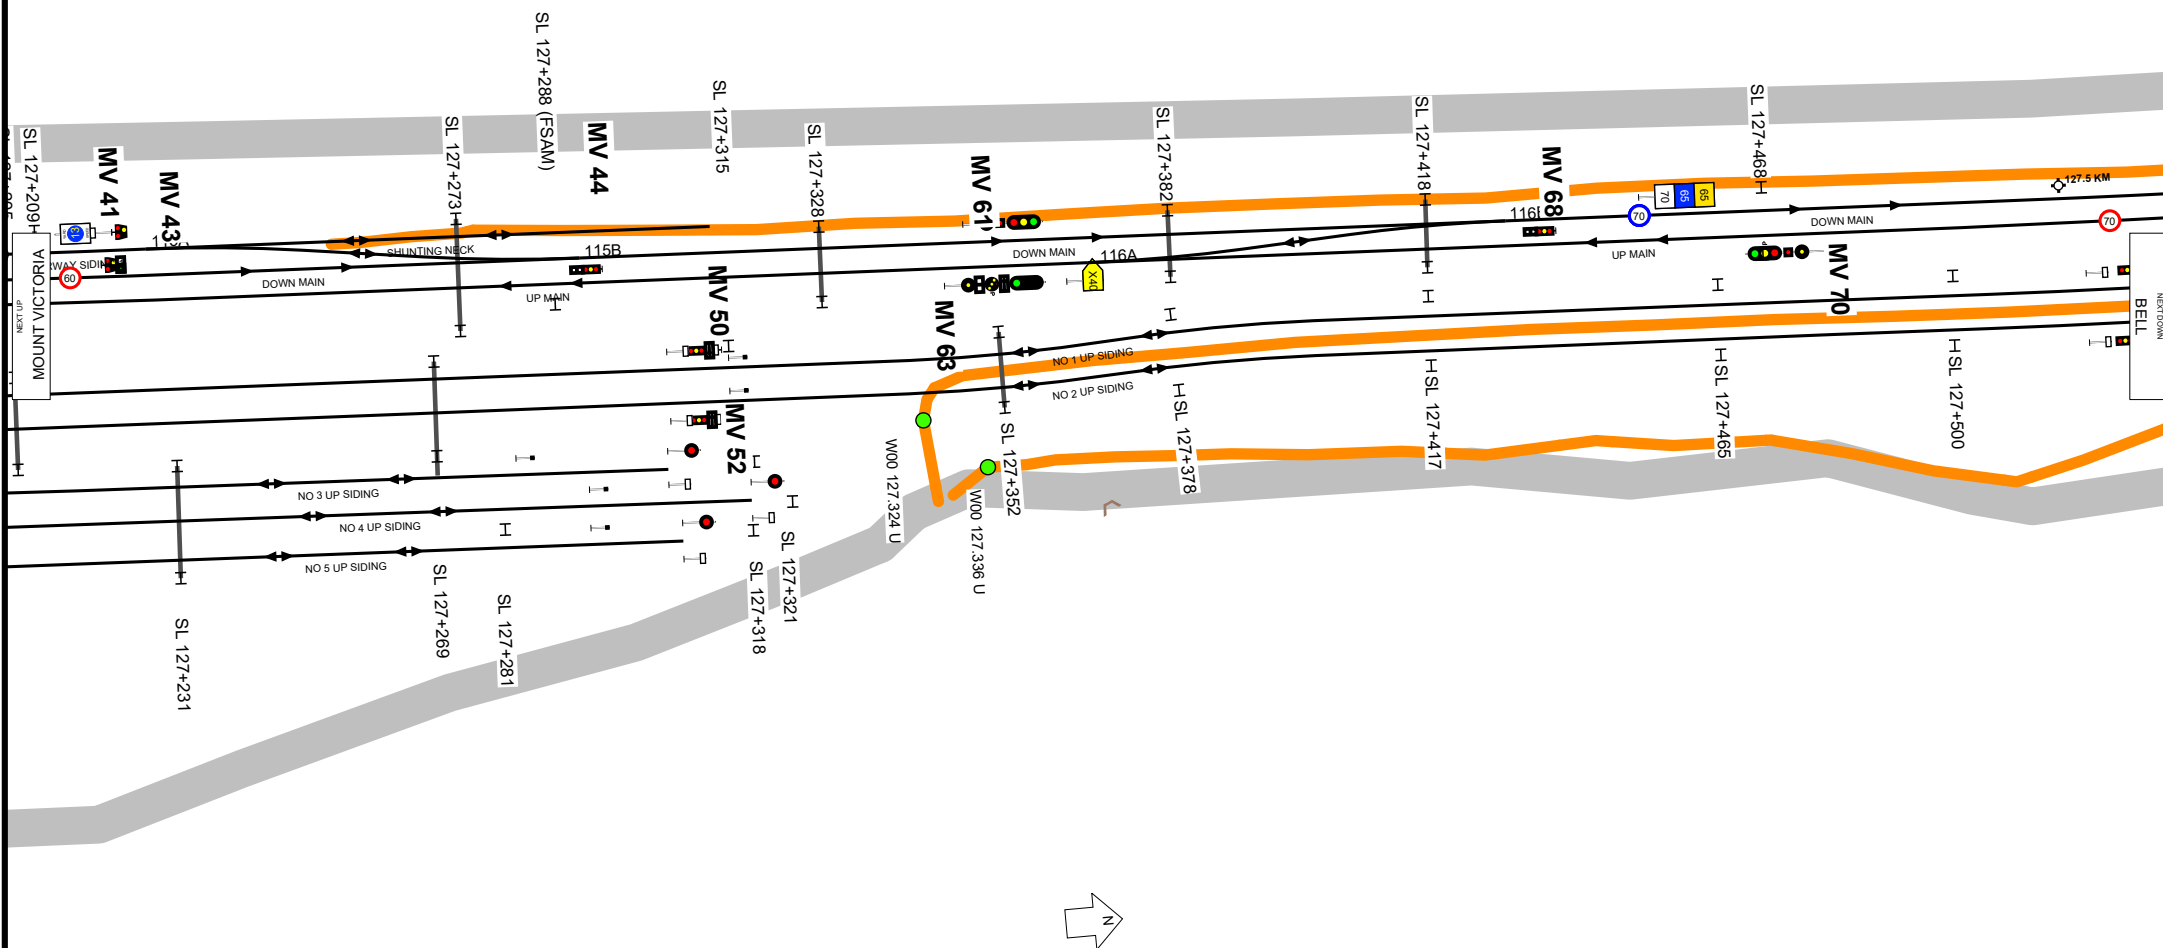 SL 127+209
MV 41
MV 43
SL 127+273
SL 127+288 (FSAM)
MV 44
SL 127+315
SL 127+328
MV 61
SL 127+382
SL 127+418
MV 68
SL 127+468
70
65
65
70
127.5 KM
70
DOWN MAIN
UP MAIN
MV 70
NEXT UP
MOUNT VICTORIA
60
DOWN MAIN
SHUNTING NECK
115B
UP MAIN
DOWN MAIN
116A
X40
MV 50
MV 63
NO 1 UP SIDING
NO 2 UP SIDING
NEXT DOWN
BELL
MV 52
NO 3 UP SIDING
NO 4 UP SIDING
NO 5 UP SIDING
W00 127.324 U
W00 127.336 U
SL 127+352
SL 127+378
SL 127+417
SL 127+465
SL 127+500
SL 127+321
SL 127+318
SL 127+281
SL 127+269
SL 127+231
N